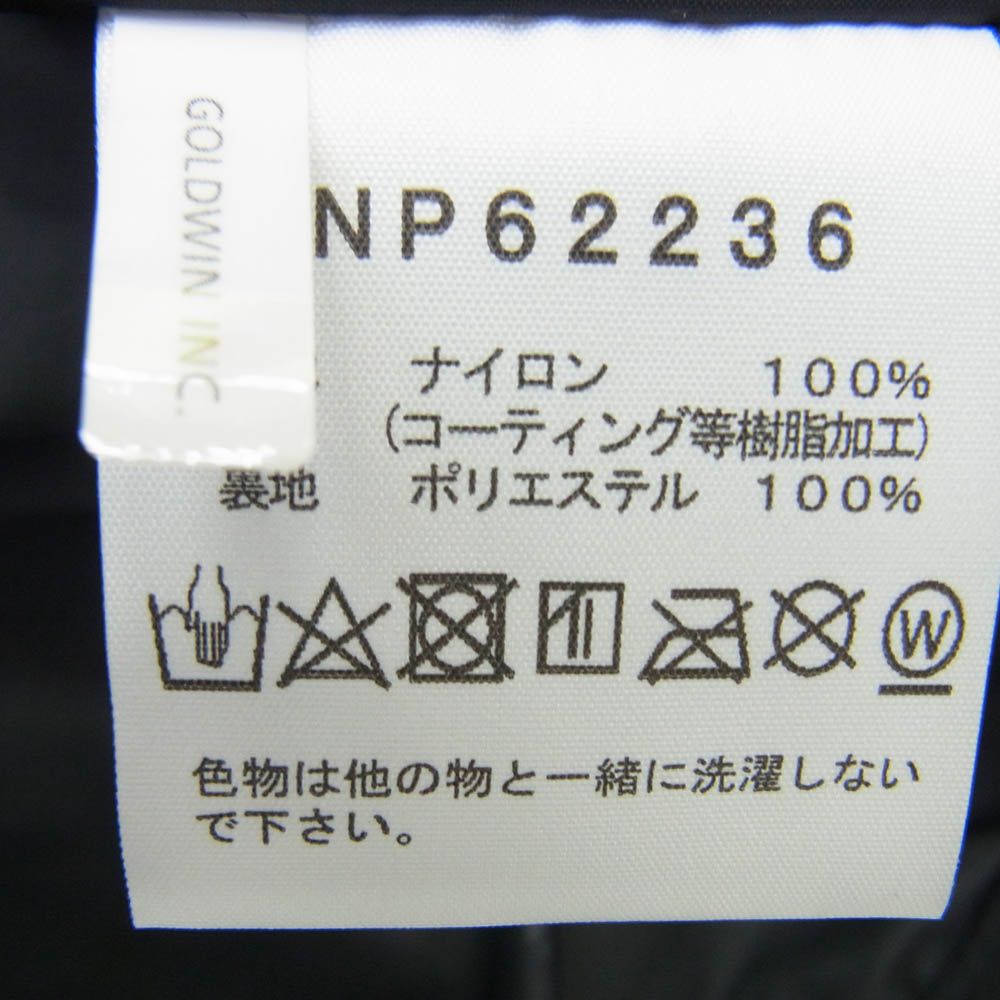 GOLDWIN INC.
NP62236
ナイロン 100%
(コーティング等樹脂加工)
裏地 ポリエステル 100%
W
色物は他の物と一緒に洗濯しない
で下さい。